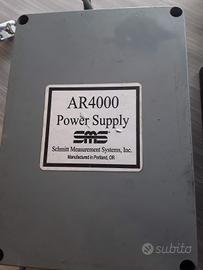 AR4000
Power Supply
SMS
Schmitt Measurement Systems, Inc.
Manufactured in Portland, OR
subito